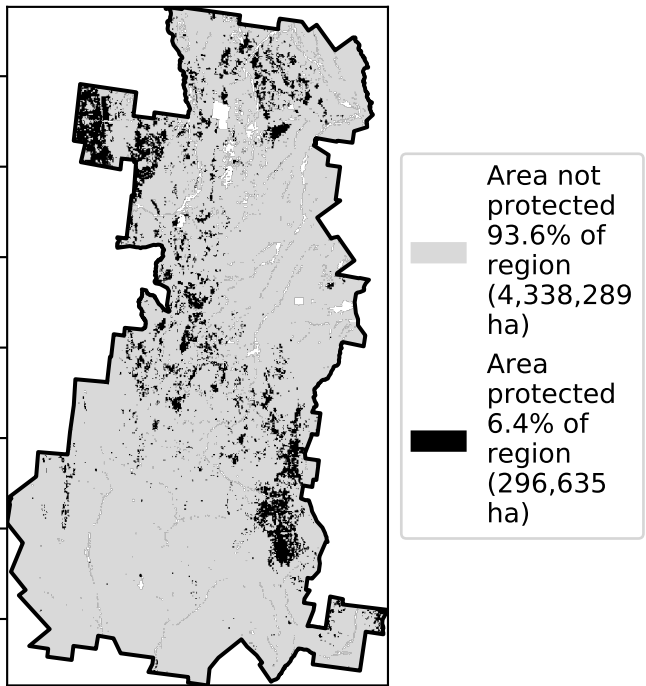 Area not
protected
93.6% of
region
(4,338,289
ha)
Area
protected
6.4% of
region
(296,635
ha)